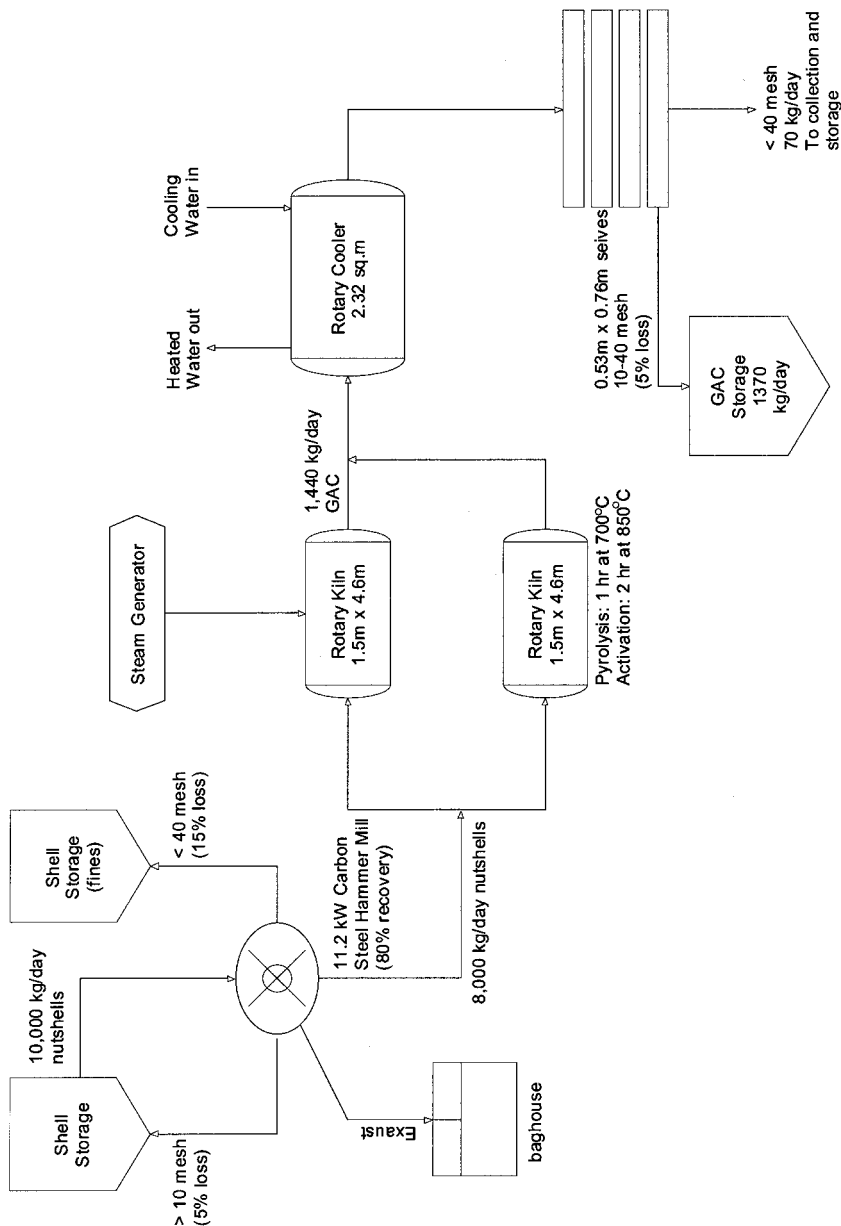 Shell
Storage
10,000 kg/day
nutshells
> 10 mesh
(5% loss)
Shell
Storage
(fines)
< 40 mesh
(15% loss)
Exaust
baghouse
11.2 kW Carbon
Steel Hammer Mill
(80% recovery)
8,000 kg/day nutshells
Steam Generator
Rotary Kiln
1.5m x 4.6m
Rotary Kiln
1.5m x 4.6m
Pyrolysis: 1 hr at 700°C
Activation: 2 hr at 850°C
1,440 kg/day
GAC
Heated
Water out
Cooling
Water in
Rotary Cooler
2.32 sq.m
0.53m x 0.76m seives
10-40 mesh
(5% loss)
GAC
Storage
1370
kg/day
< 40 mesh
70 kg/day
To collection and
storage